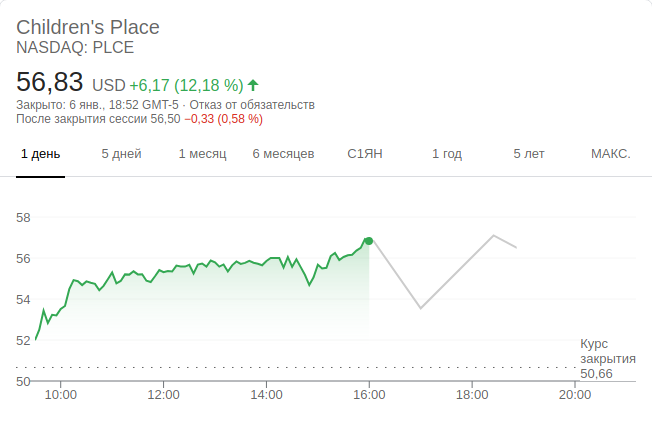 Children's Place
NASDAQ: PLCE
56,83 USD +6,17 (12,18 %)
Закрыто: 6 янв., 18:52 GMT-5 · Отказ от обязательств
После закрытия сессии 56,50 −0,33 (0,58 %)
1 день 5 дней 1 месяц 6 месяцев С1ЯН 1 год 5 лет МАКС.
58
56
54
52
Курс
закрытия
50,66
50
10:00 12:00 14:00 16:00 18:00 20:00